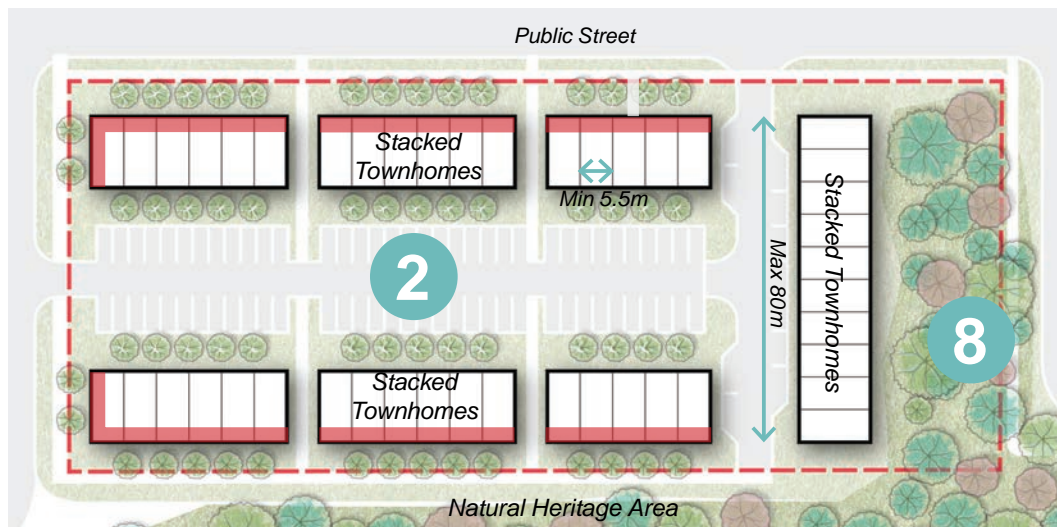 Public Street
Stacked
Townhomes
Min 5.5m
2
Max 80m
Stacked Townhomes
8
Stacked
Townhomes
Natural Heritage Area